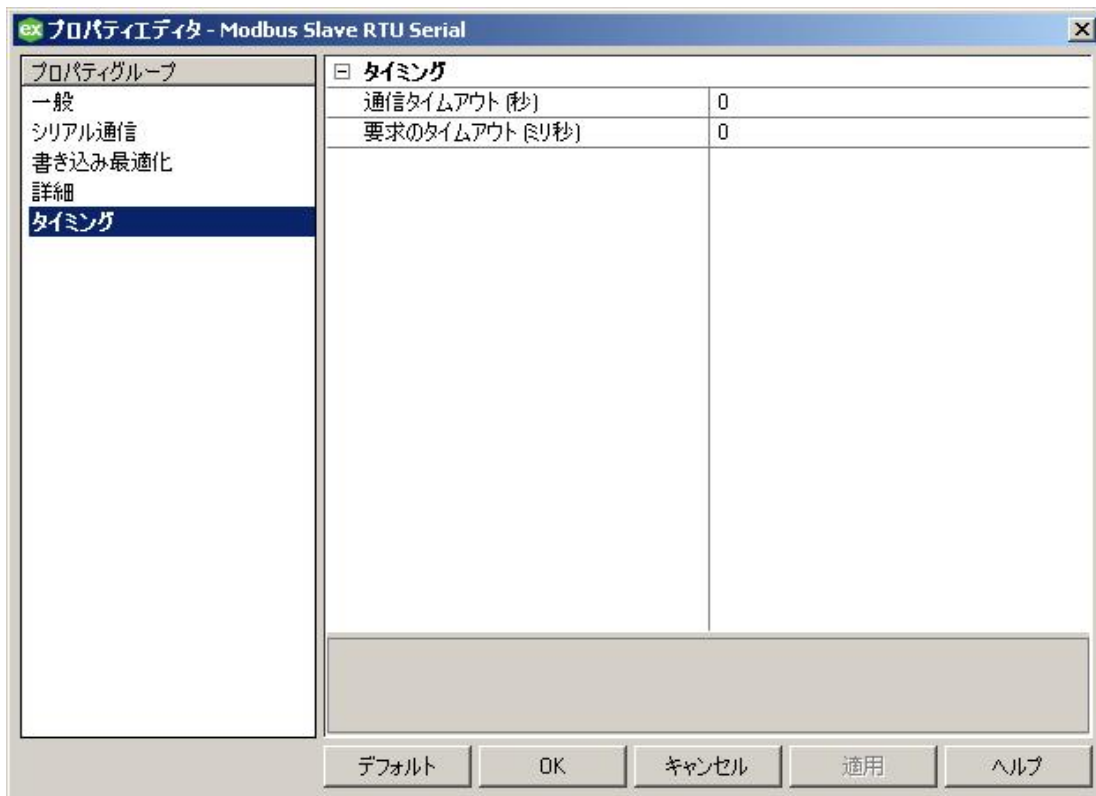 ex プロパティエディタ - Modbus Slave RTU Serial
プロパティグループ
一般
シリアル通信
書き込み最適化
詳細
タイミング
タイミング
通信タイムアウト (秒) 0
要求のタイムアウト (ミリ秒) 0
デフォルト OK キャンセル 適用 ヘルプ